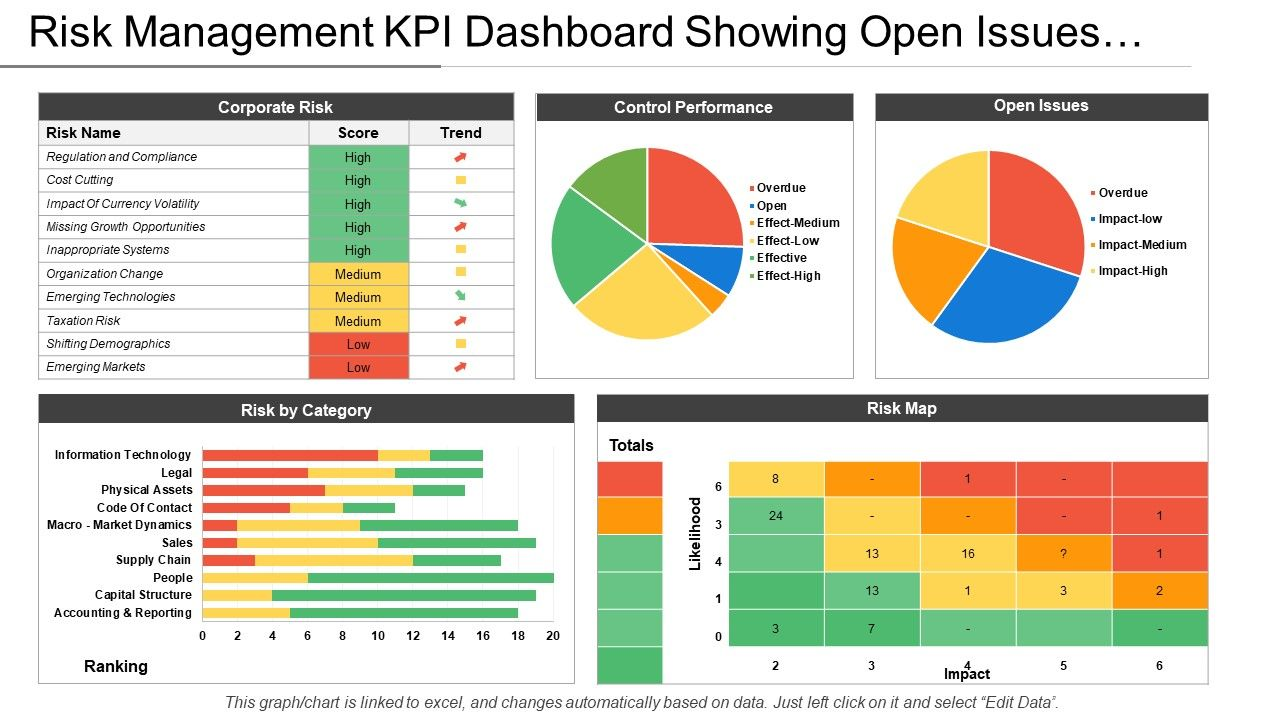 Risk Management KPI Dashboard Showing Open Issues…
Corporate Risk
Risk Name Score Trend
Regulation and Compliance High
Cost Cutting High
Impact Of Currency Volatility High
Missing Growth Opportunities High
Inappropriate Systems High
Organization Change Medium
Emerging Technologies Medium
Taxation Risk Medium
Shifting Demographics Low
Emerging Markets Low
Control Performance
Overdue
Open
Effect-Medium
Effect-Low
Effective
Effect-High
Open Issues
Overdue
Impact-low
Impact-Medium
Impact-High
Risk by Category
Information Technology
Legal
Physical Assets
Code Of Contact
Macro - Market Dynamics
Sales
Supply Chain
People
Capital Structure
Accounting & Reporting
0 2 4 6 8 10 12 14 16 18 20
Ranking
Risk Map
Totals
Likelihood
6 8 - 1 -
3 24 - - - 1
4 13 16 ? 1
1 13 1 3 2
0 3 7 - -
2 3 4 5 6
Impact
This graph/chart is linked to excel, and changes automatically based on data. Just left click on it and select “Edit Data”.